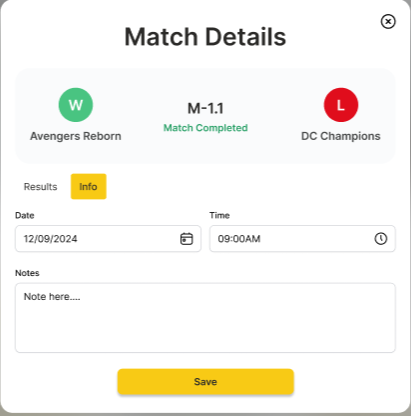 Match Details
W
M-1.1
L
Avengers Reborn
Match Completed
DC Champions
Results
Info
Date
Time
12/09/2024
09:00AM
Notes
Note here....
Save